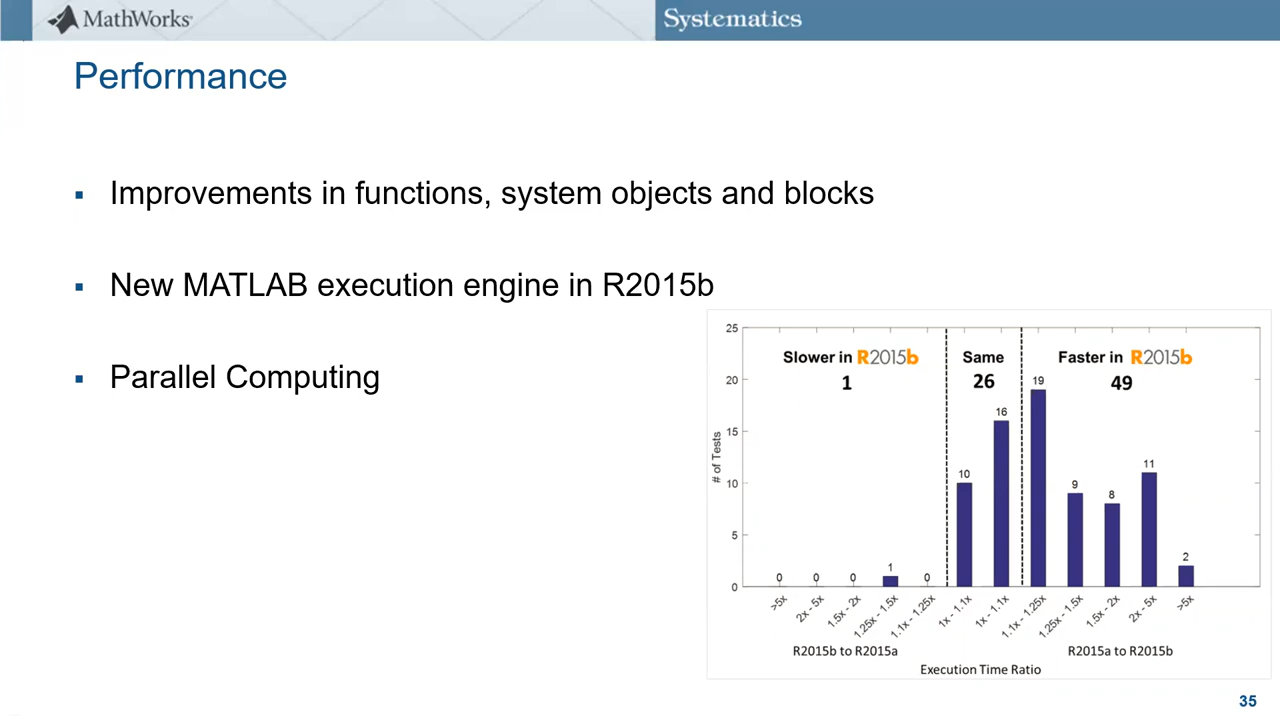 MathWorks
Systematics
Performance
Improvements in functions, system objects and blocks
New MATLAB execution engine in R2015b
Parallel Computing
25
20
15
10
5
0
# of Tests
Slower in R2015b
1
Same
26
Faster in R2015b
49
0
0
0
1
0
10
16
19
9
8
11
2
>5x
2x - 5x
1.5x - 2x
1.25x - 1.5x
1.1x - 1.25x
1x - 1.1x
1x - 1.1x
1.1x - 1.25x
1.25x - 1.5x
1.5x - 2x
2x - 5x
>5x
R2015b to R2015a
R2015a to R2015b
Execution Time Ratio
35